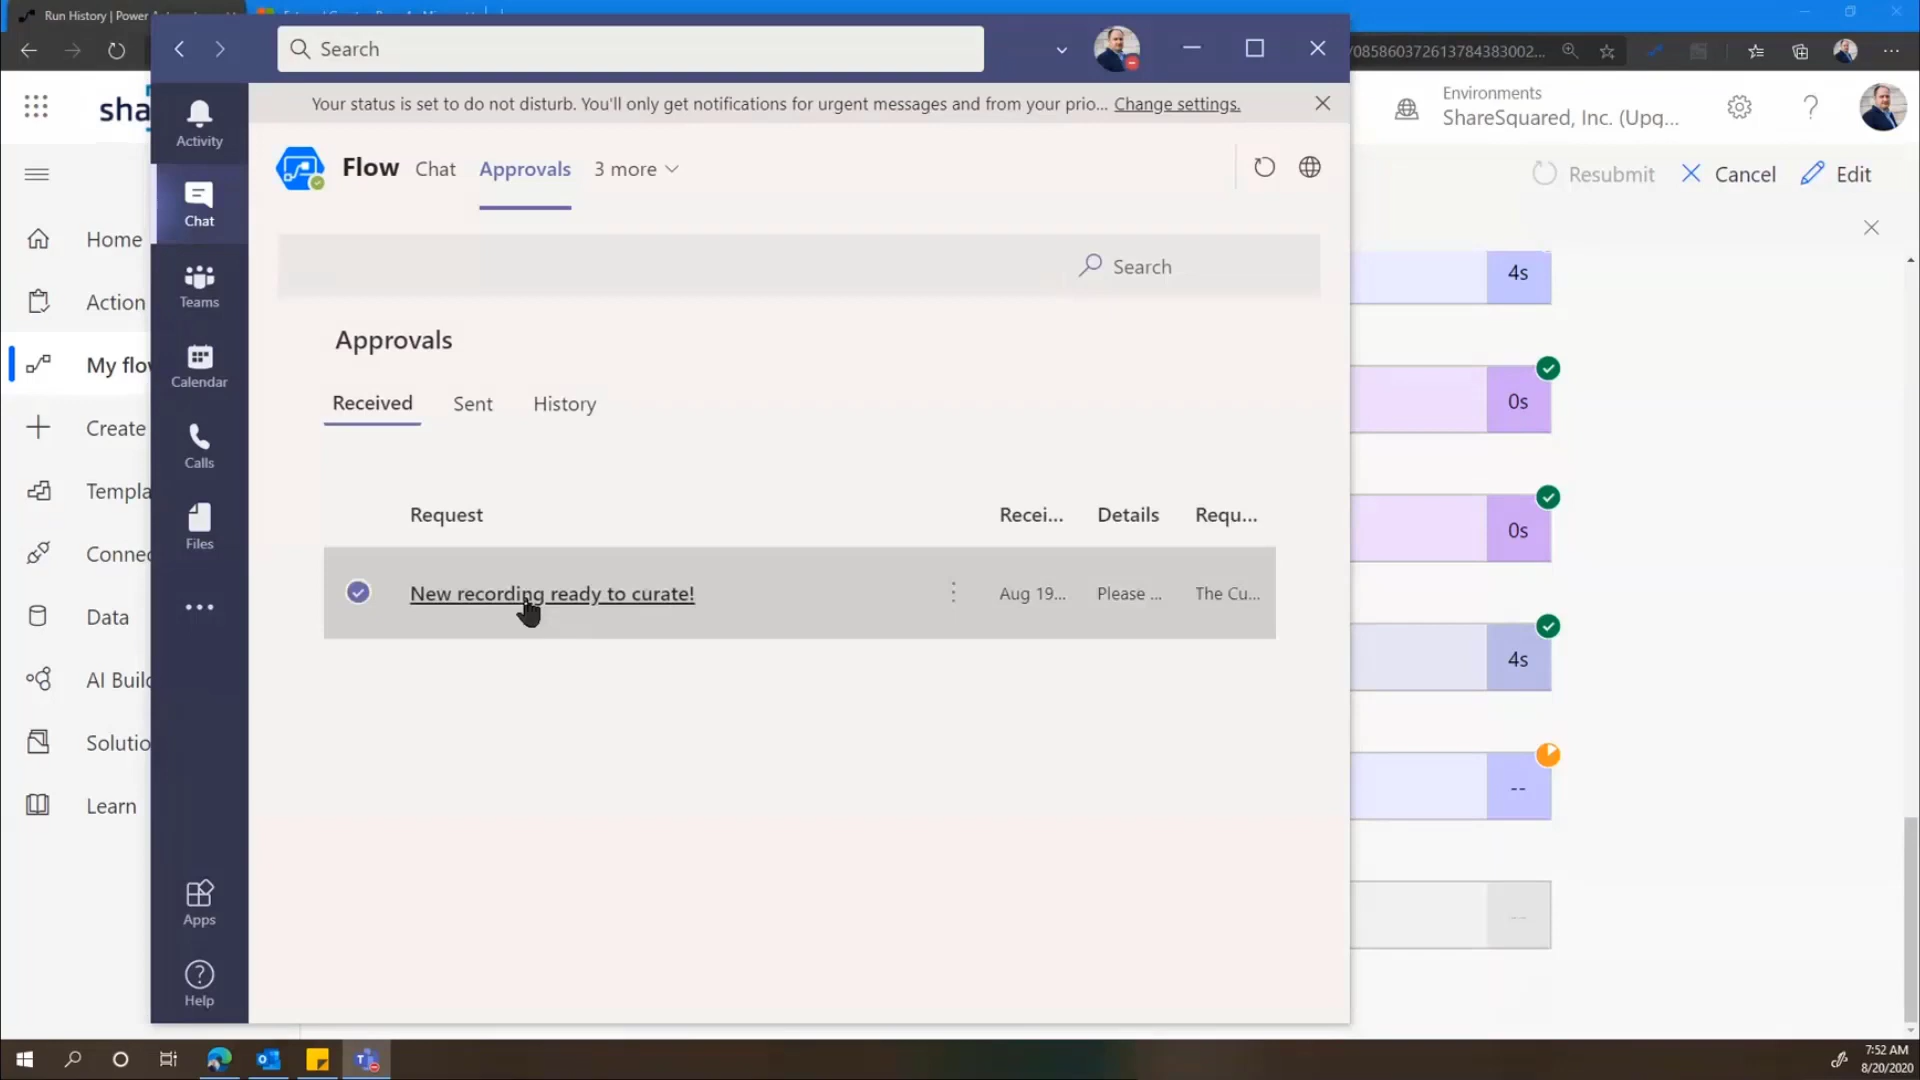 Run History | Power
Search
085860372613784383002...
sha
Your status is set to do not disturb. You'll only get notifications for urgent messages and from your prio... Change settings.
Environments
ShareSquared, Inc. (Upg...
Activity
Chat
Teams
Calendar
Calls
Files
Apps
Help
Flow
Chat
Approvals
3 more
Resubmit
Cancel
Edit
Home
Action
My flow
Create
Templa
Connec
Data
AI Builc
Solutio
Learn
Search
Approvals
Received
Sent
History
Request
Recei...
Details
Requ...
New recording ready to curate!
Aug 19...
Please ...
The Cu...
4s
0s
0s
4s
--
--
7:52 AM
8/20/2020